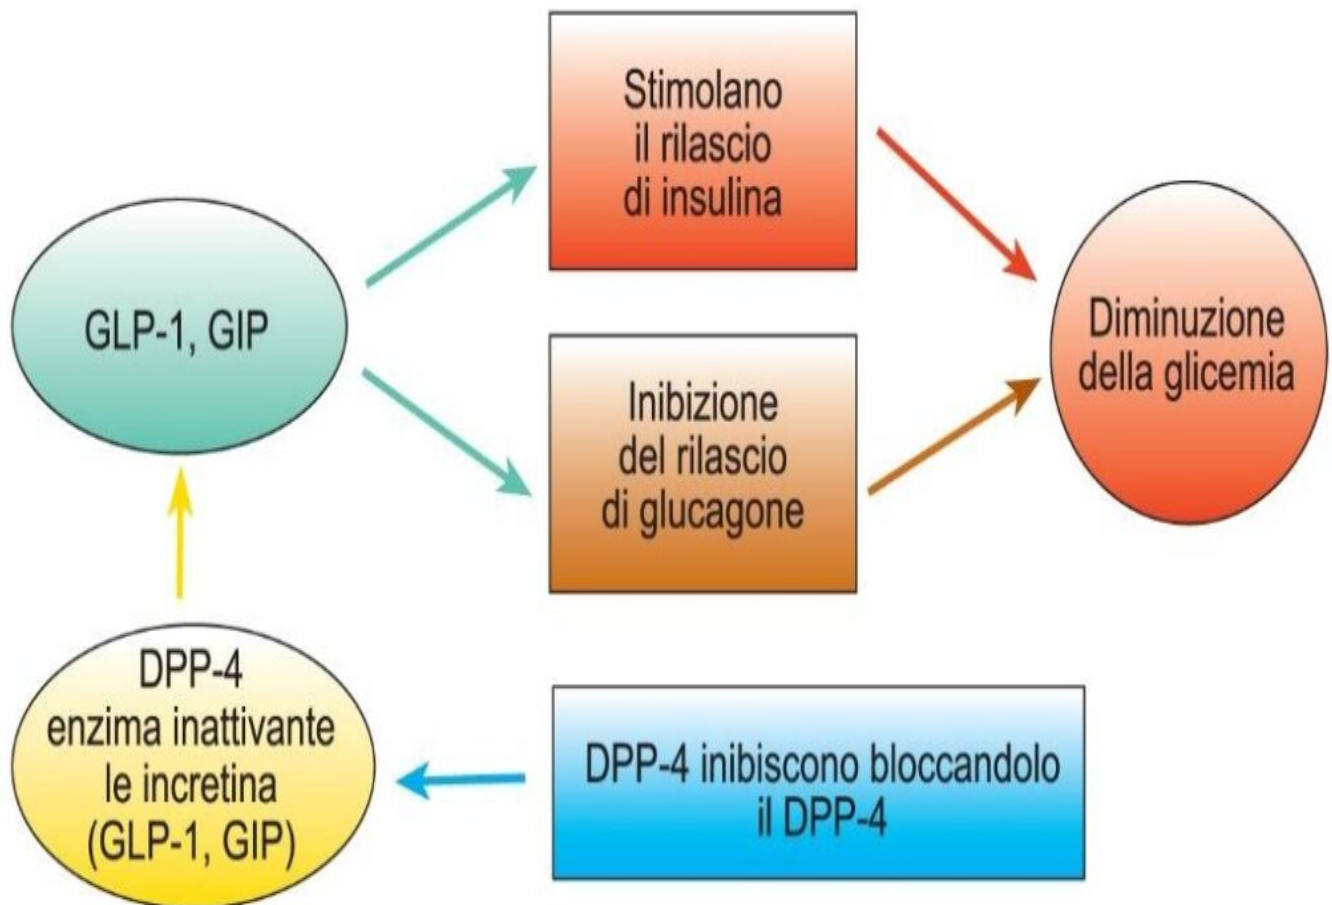 Stimolano
il rilascio
di insulina
GLP-1, GIP
Diminuzione
della glicemia
Inibizione
del rilascio
di glucagone
DPP-4
enzima inattivante
le incretina
(GLP-1, GIP)
DPP-4 inibiscono bloccandolo
il DPP-4